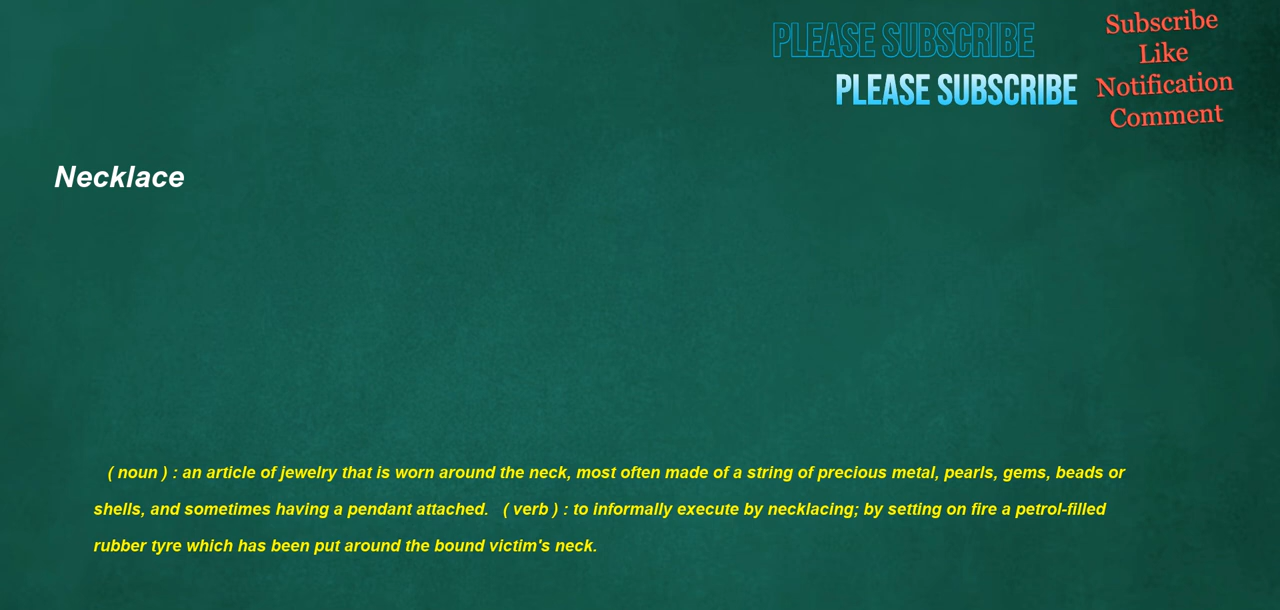 PLEASE SUBSCRIBE
PLEASE SUBSCRIBE
Subscribe
Like
Notification
Comment
Necklace
( noun ) : an article of jewelry that is worn around the neck, most often made of a string of precious metal, pearls, gems, beads or
shells, and sometimes having a pendant attached. ( verb ) : to informally execute by necklacing; by setting on fire a petrol-filled
rubber tyre which has been put around the bound victim's neck.